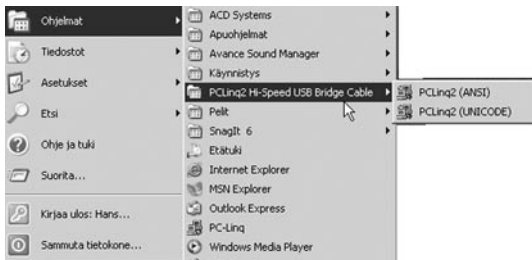 Ohjelmat
Tiedostot
Asetukset
Etsi
Ohje ja tuki
Suorita...
Kirjaa ulos: Hans...
Sammuta tietokone...
ACD Systems
Apuohjelmat
Avance Sound Manager
Käynnistys
PCLinq2 Hi-Speed USB Bridge Cable
Pelit
SnagIt 6
Etätuki
Internet Explorer
MSN Explorer
Outlook Express
PC-Linq
Windows Media Player
PCLinq2 (ANSI)
PCLinq2 (UNICODE)